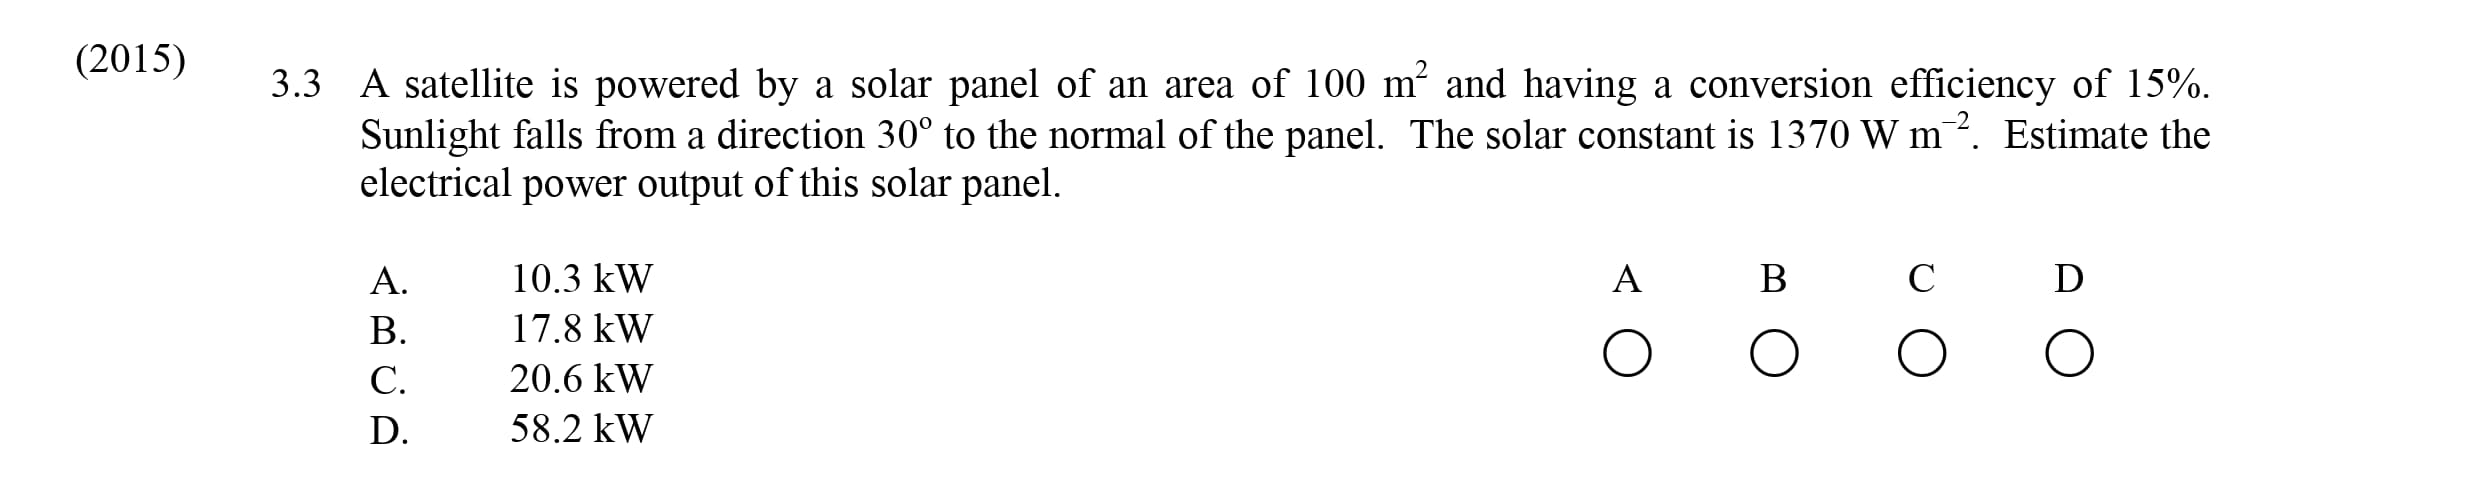 (2015)
3.3 A satellite is powered by a solar panel of an area of 100 m² and having a conversion efficiency of 15%.
Sunlight falls from a direction 30º to the normal of the panel. The solar constant is 1370 W m⁻². Estimate the
electrical power output of this solar panel.
A. 10.3 kW
B. 17.8 kW
C. 20.6 kW
D. 58.2 kW
A B C D